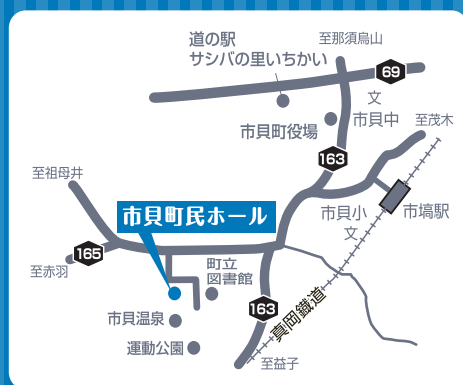 道の駅
サシバの里いちかい
至那須烏山
69
文
市貝中
至茂木
市貝町役場
163
至祖母井
市貝町民ホール
市貝小
文
市塙駅
165
至赤羽
町立
図書館
163
真岡鐵道
市貝温泉
運動公園
至益子